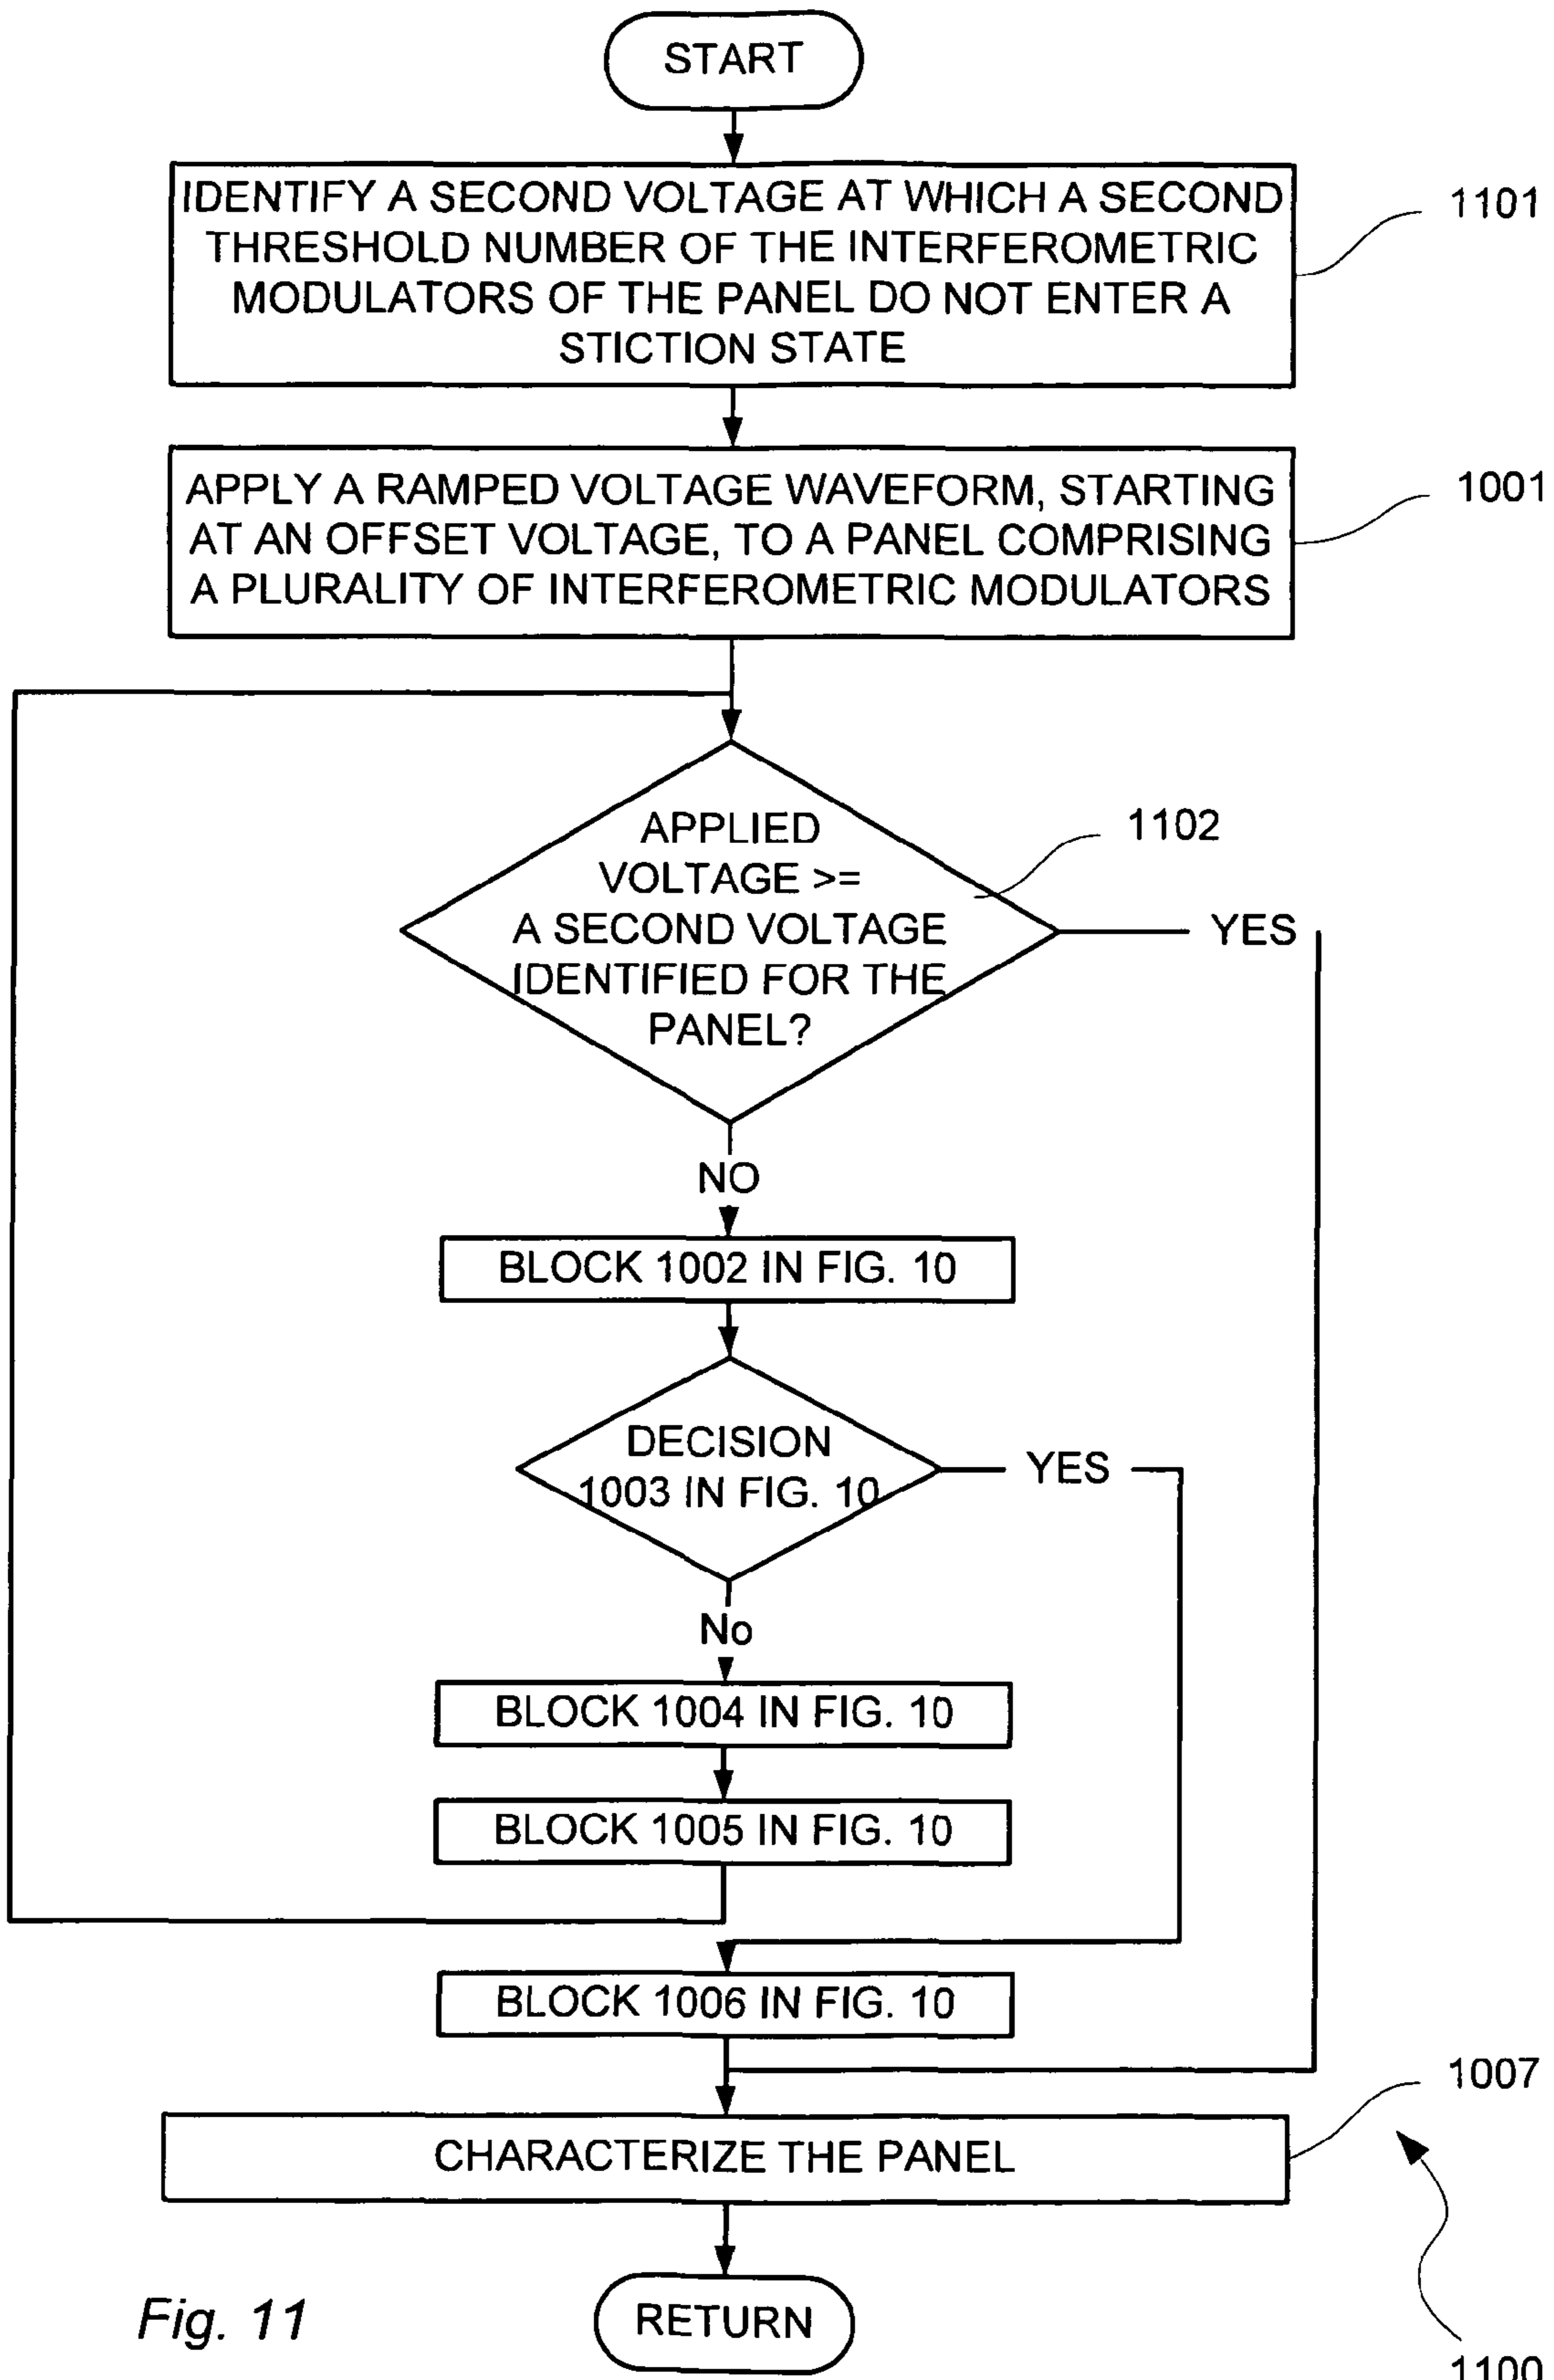 START
IDENTIFY A SECOND VOLTAGE AT WHICH A SECOND
THRESHOLD NUMBER OF THE INTERFEROMETRIC
MODULATORS OF THE PANEL DO NOT ENTER A
STICTION STATE
1101
APPLY A RAMPED VOLTAGE WAVEFORM, STARTING
AT AN OFFSET VOLTAGE, TO A PANEL COMPRISING
A PLURALITY OF INTERFEROMETRIC MODULATORS
1001
APPLIED
VOLTAGE >=
A SECOND VOLTAGE
IDENTIFIED FOR THE
PANEL?
1102
YES
NO
BLOCK 1002 IN FIG. 10
DECISION
1003 IN FIG. 10
YES
No
BLOCK 1004 IN FIG. 10
BLOCK 1005 IN FIG. 10
BLOCK 1006 IN FIG. 10
1007
CHARACTERIZE THE PANEL
RETURN
Fig. 11
1100